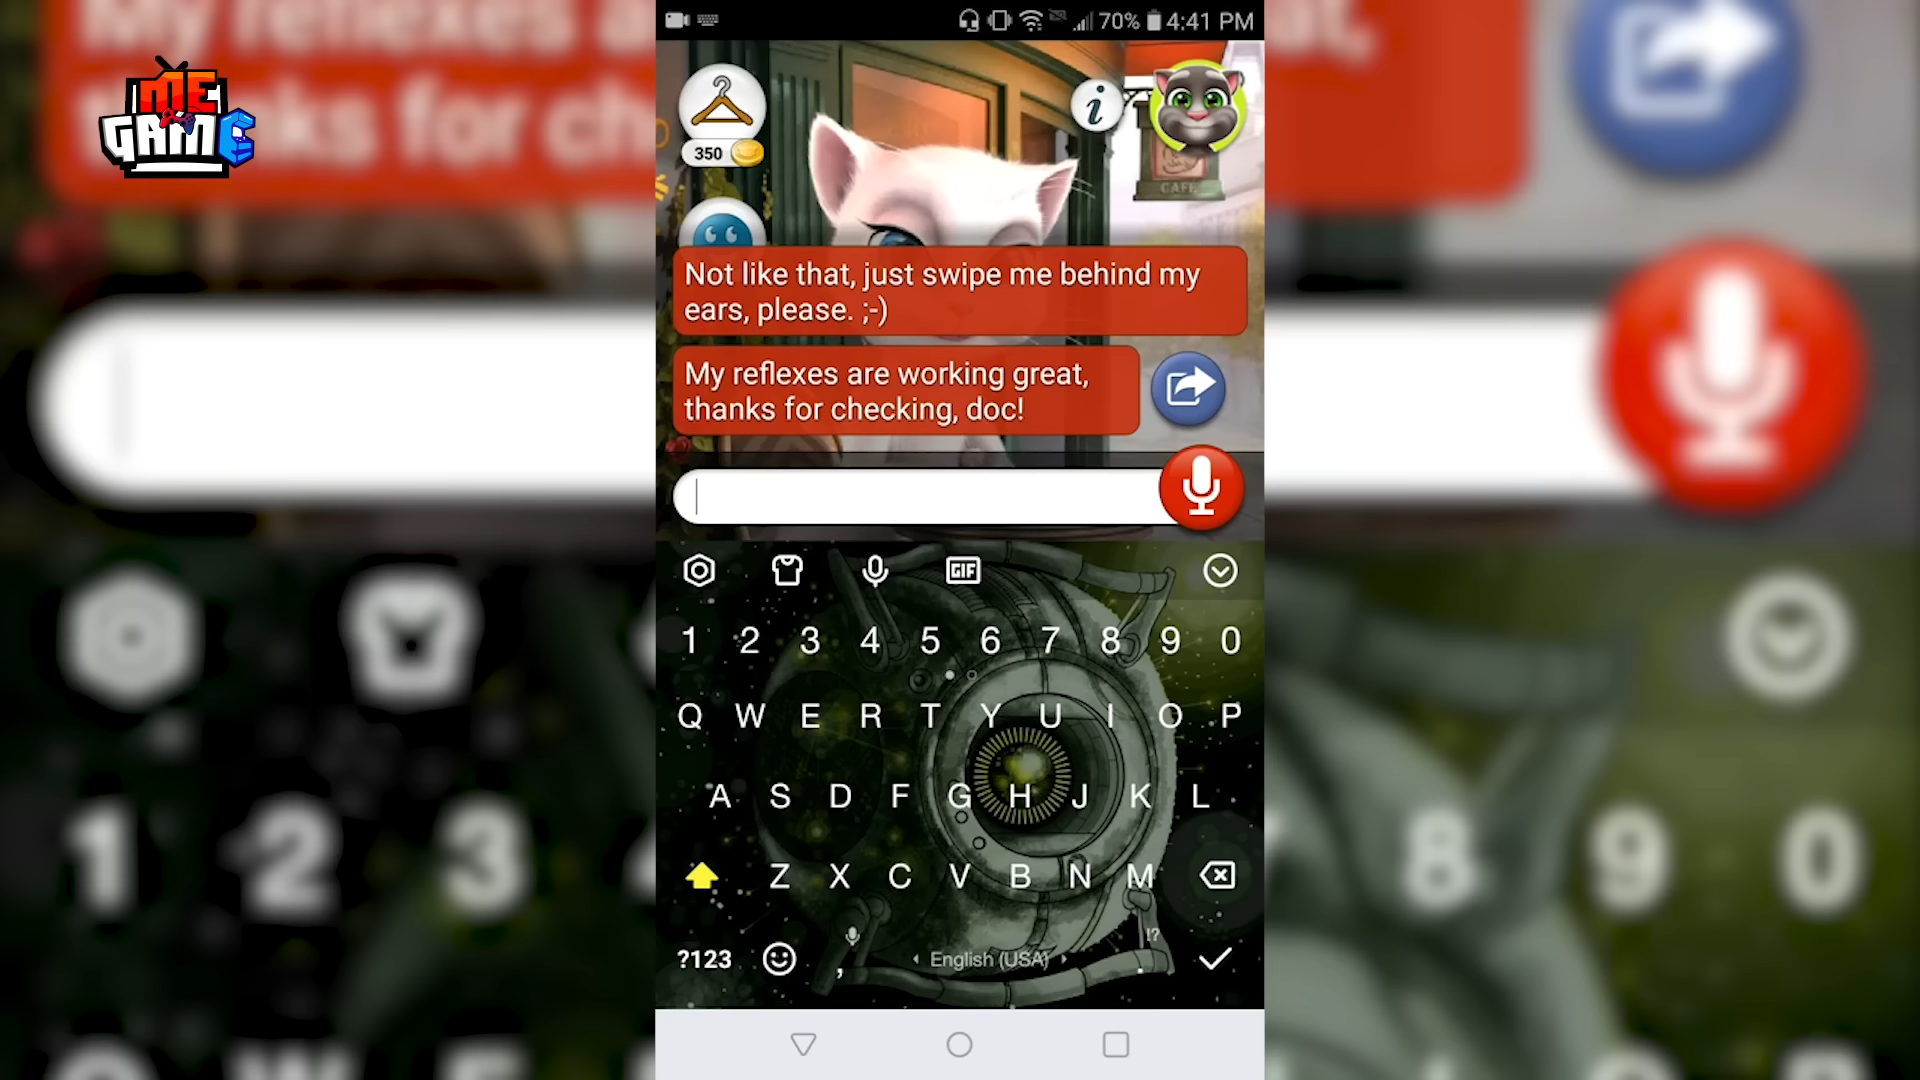 70% 4:41 PM
ME
GAME
350
CAFE
Not like that, just swipe me behind my
ears, please. ;-)
My reflexes are working great,
thanks for checking, doc!
GIF
1 2 3 4 5 6 7 8 9 0
Q W E R T Y U I O P
A S D F G H J K L
Z X C V B N M
!?
?123 , English (USA) .